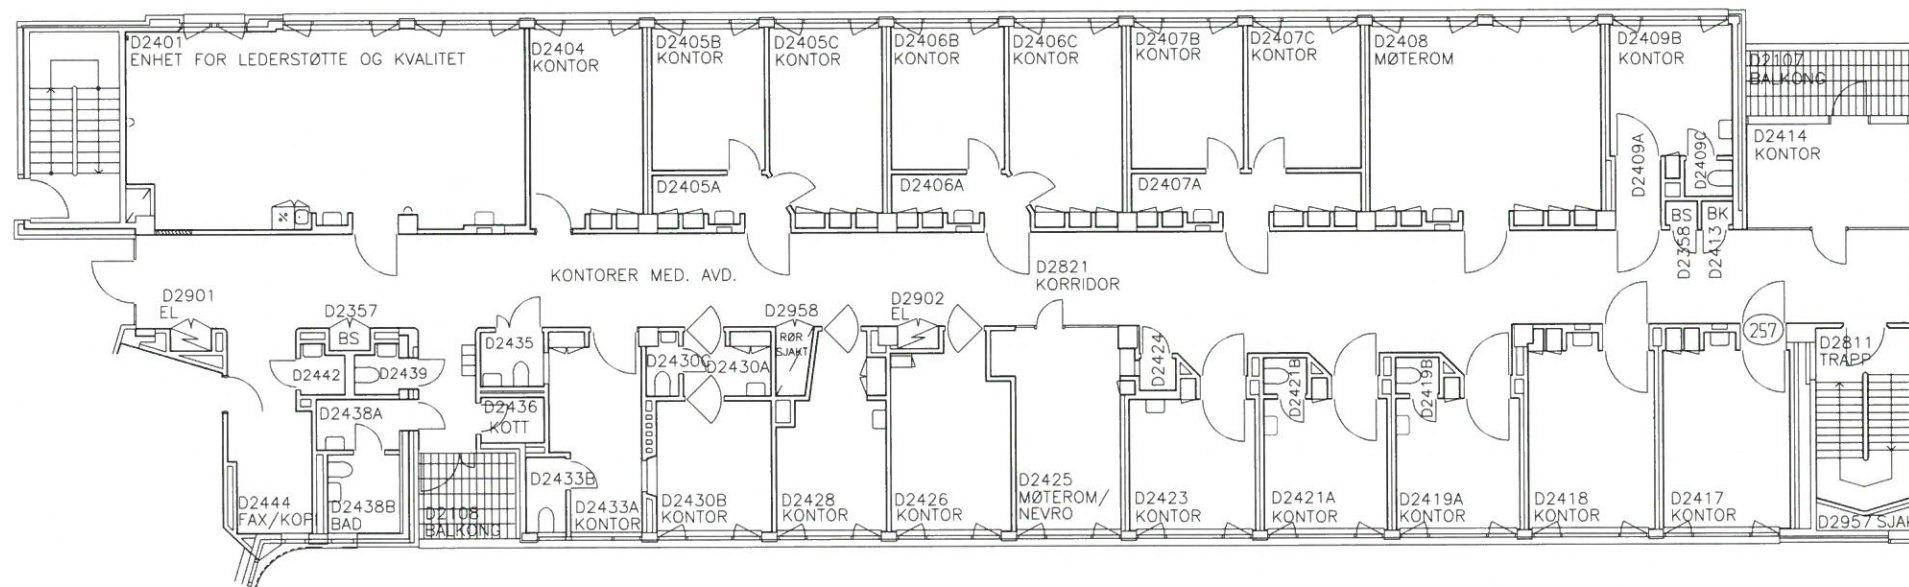 D2401
ENHET FOR LEDERSTØTTE OG KVALITET
D2404
KONTOR
D2405B
KONTOR
D2405C
KONTOR
D2406B
KONTOR
D2406C
KONTOR
D2407B
KONTOR
D2407C
KONTOR
D2408
MØTEROM
D2409B
KONTOR
D2107
BALKONG
D2414
KONTOR
D2405A
D2406A
D2407A
D2409A
D2409C
BS
BK
D2358
D2413
KONTORER MED. AVD.
D2821
KORRIDOR
D2901
EL
D2357
BS
D2958
RØR
SJAKT
D2902
EL
257
D2442
D2439
D2435
D2430C
D2430A
D2424
D2421B
D2419B
D2811
TRAPP
D2438A
D2436
KOTT
D2444
FAX/KOPI
D2438B
BAD
D2108
BALKONG
D2433B
D2433A
KONTOR
D2430B
KONTOR
D2428
KONTOR
D2426
KONTOR
D2425
MØTEROM/
NEVRO
D2423
KONTOR
D2421A
KONTOR
D2419A
KONTOR
D2418
KONTOR
D2417
KONTOR
D2957 SJAK